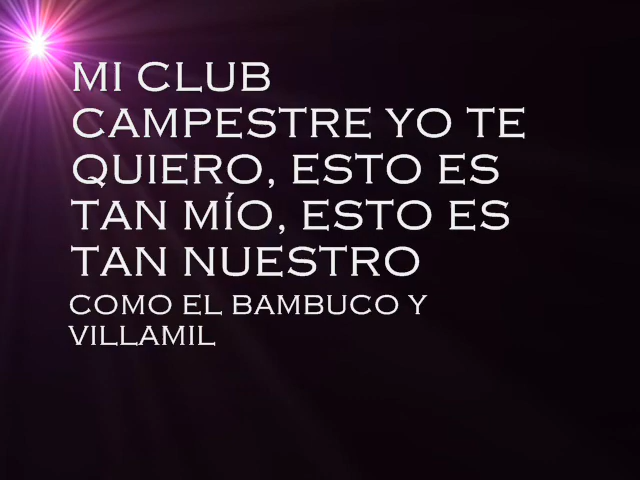 MI CLUB
CAMPESTRE YO TE
QUIERO, ESTO ES
TAN MÍO, ESTO ES
TAN NUESTRO
COMO EL BAMBUCO Y
VILLAMIL